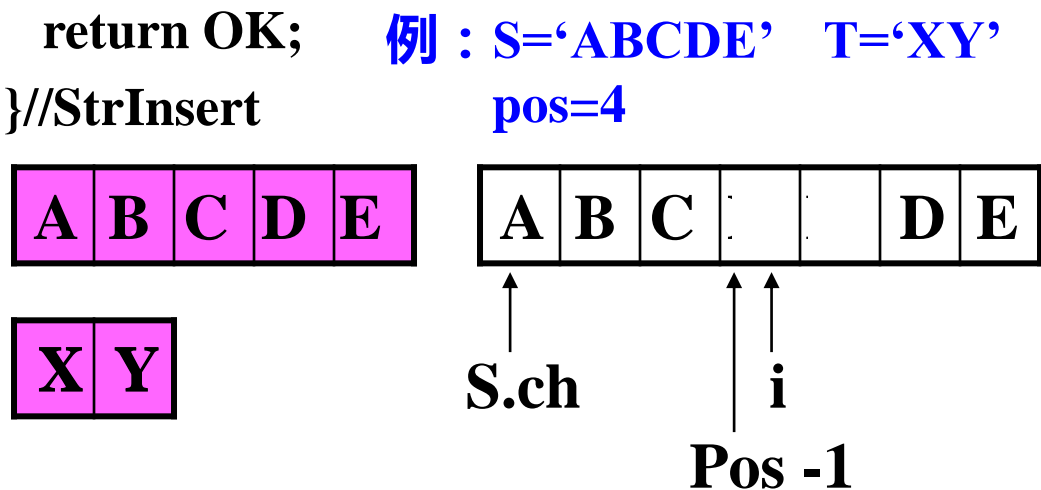 return OK;
例：S=‘ABCDE’ T=‘XY’
}//StrInsert
pos=4
A B C D E
A B C D E
X Y
S.ch
i
Pos -1